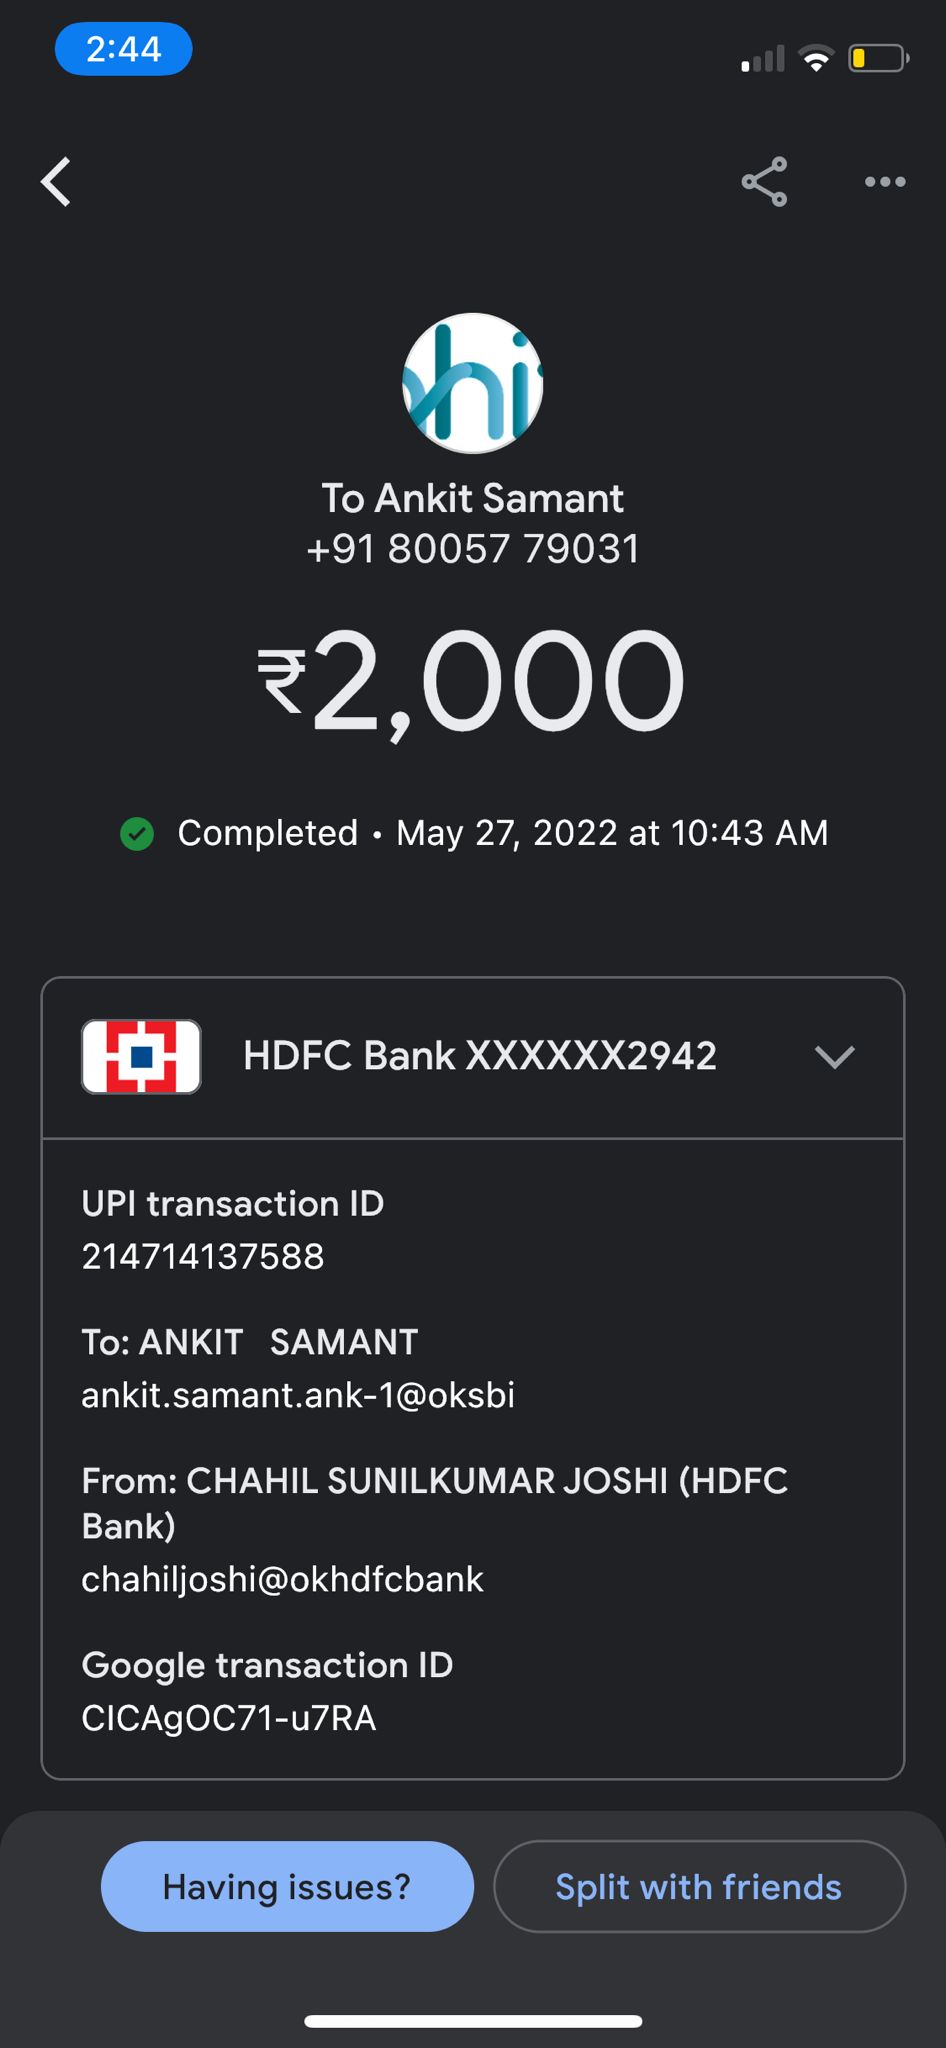 2:44
hi
To Ankit Samant
+91 80057 79031
₹2,000
Completed • May 27, 2022 at 10:43 AM
HDFC Bank XXXXXX2942
UPI transaction ID
214714137588
To: ANKIT   SAMANT
ankit.samant.ank-1@oksbi
From: CHAHIL SUNILKUMAR JOSHI (HDFC
Bank)
chahiljoshi@okhdfcbank
Google transaction ID
CICAgOC71-u7RA
Having issues?
Split with friends